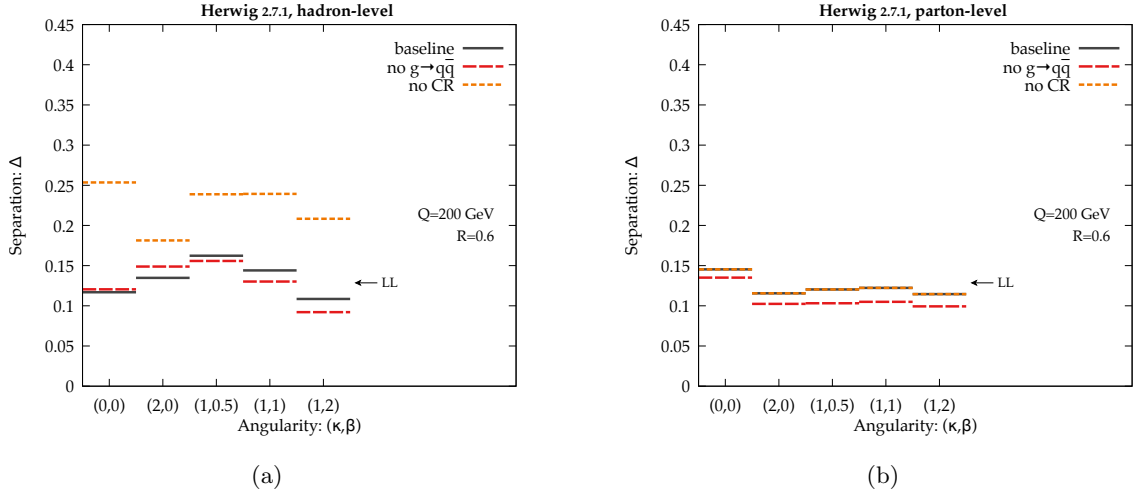 Herwig 2.7.1, hadron-level
0.45
0.4
0.35
0.3
0.25
0.2
0.15
0.1
0.05
0
Separation: Δ
baseline
no g→qq̅
no CR
Q=200 GeV
R=0.6
LL
(0,0) (2,0) (1,0.5) (1,1) (1,2)
Angularity: (κ,β)
(a)
Herwig 2.7.1, parton-level
0.45
0.4
0.35
0.3
0.25
0.2
0.15
0.1
0.05
0
Separation: Δ
baseline
no g→qq̅
no CR
Q=200 GeV
R=0.6
LL
(0,0) (2,0) (1,0.5) (1,1) (1,2)
Angularity: (κ,β)
(b)